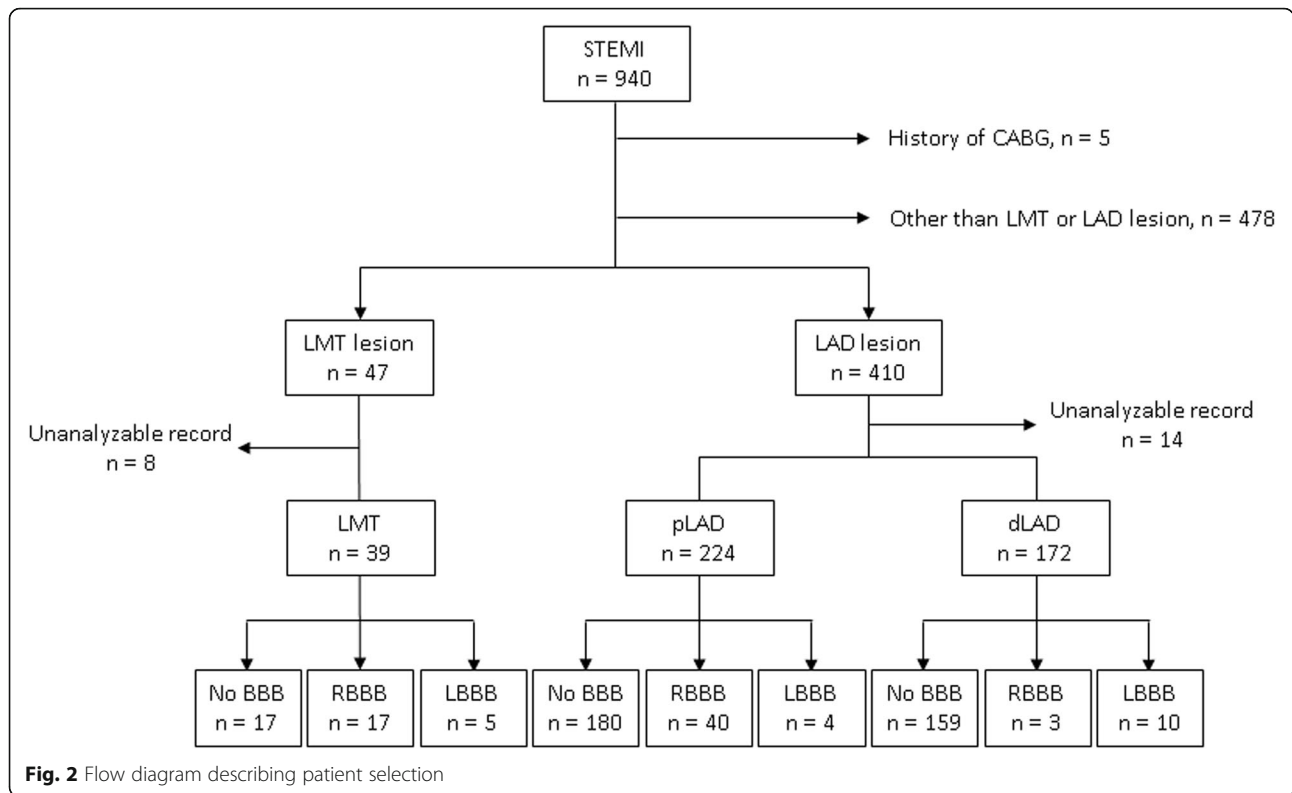 STEMI
n = 940
History of CABG, n = 5
Other than LMT or LAD lesion, n = 478
LMT lesion
n = 47
LAD lesion
n = 410
Unanalyzable record
n = 8
Unanalyzable record
n = 14
LMT
n = 39
pLAD
n = 224
dLAD
n = 172
No BBB
n = 17
RBBB
n = 17
LBBB
n = 5
No BBB
n = 180
RBBB
n = 40
LBBB
n = 4
No BBB
n = 159
RBBB
n = 3
LBBB
n = 10
Fig. 2 Flow diagram describing patient selection